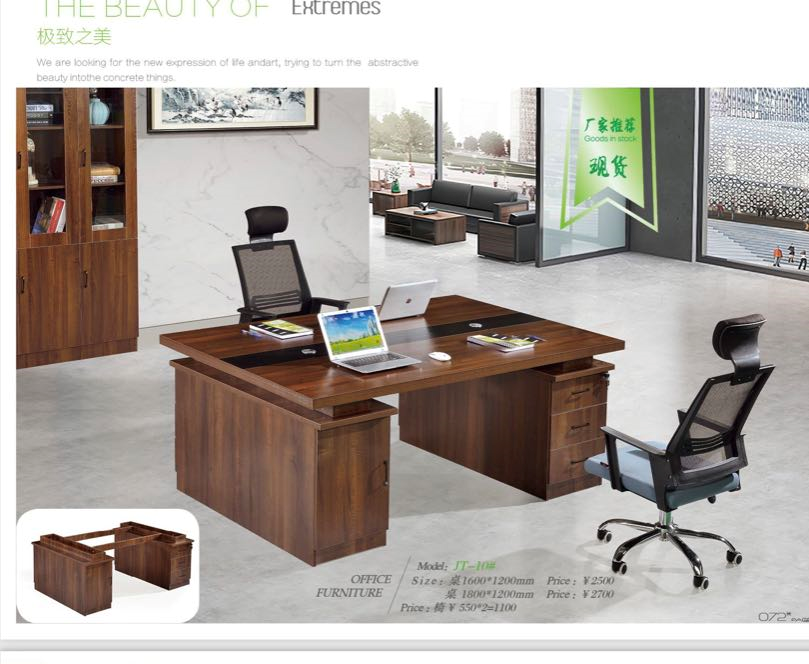 THE BEAUTY OF Extremes
极致之美
We are looking for the new expression of life andart, trying to turn the abstractive
beauty intothe concrete things.
厂家推荐
Goods in stock
现货
OFFICE
FURNITURE
Model: JT-10#
Size: 桌1600*1200mm Price: ¥2500
桌 1800*1200mm Price: ¥2700
Price: 椅 ¥ 550*2=1100
072# PAGE